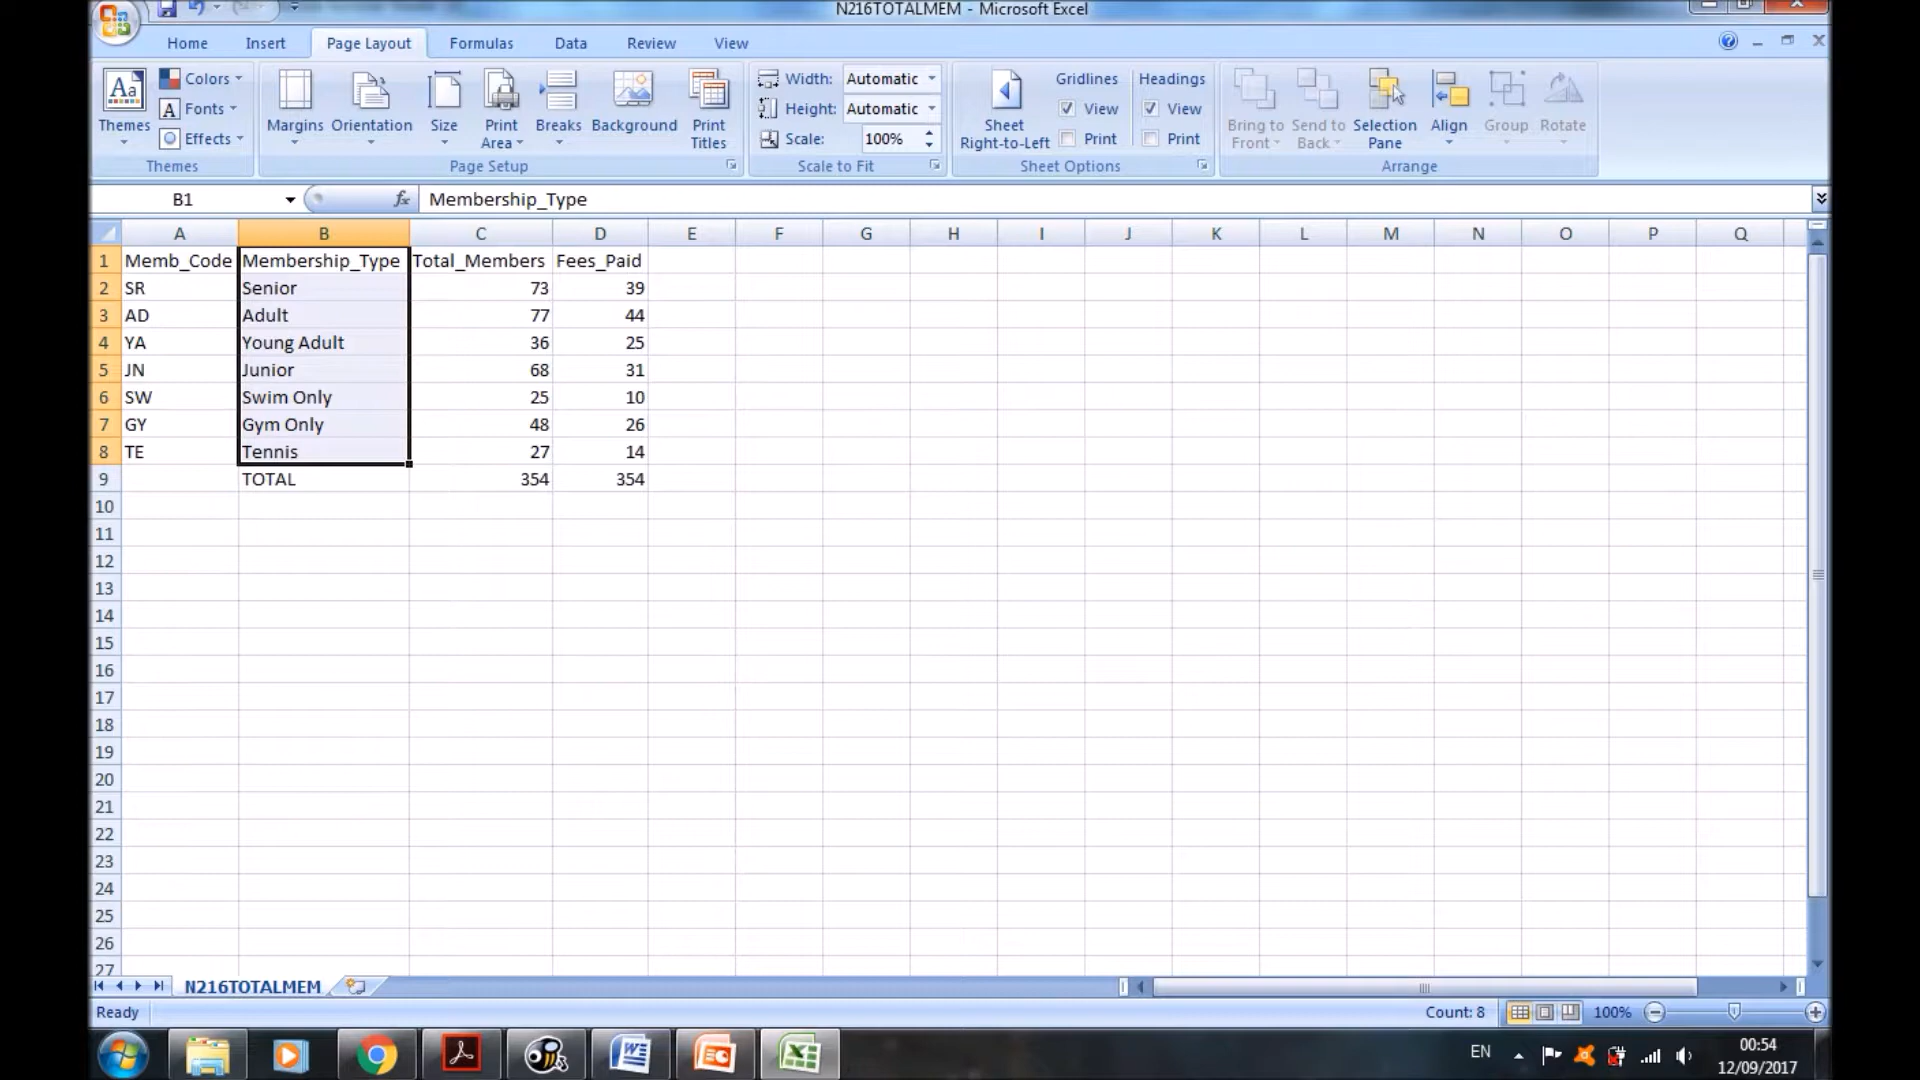 N216TOTALMEM - Microsoft Excel
Home Insert Page Layout Formulas Data Review View
Aa Themes Colors Fonts Effects
Margins Orientation Size Print Area Breaks Background Print Titles
Width: Automatic
Height: Automatic
Scale: 100%
Sheet Right-to-Left
Gridlines View Print
Headings View Print
Bring to Front Send to Back Selection Pane Align Group Rotate
Themes Page Setup Scale to Fit Sheet Options Arrange
B1 fx Membership_Type
A B C D E F G H I J K L M N O P Q
1 Memb_Code Membership_Type Total_Members Fees_Paid
2 SR Senior 73 39
3 AD Adult 77 44
4 YA Young Adult 36 25
5 JN Junior 68 31
6 SW Swim Only 25 10
7 GY Gym Only 48 26
8 TE Tennis 27 14
9 TOTAL 354 354
10
11
12
13
14
15
16
17
18
19
20
21
22
23
24
25
26
27
N216TOTALMEM
Ready Count: 8 100%
EN 00:54
12/09/2017